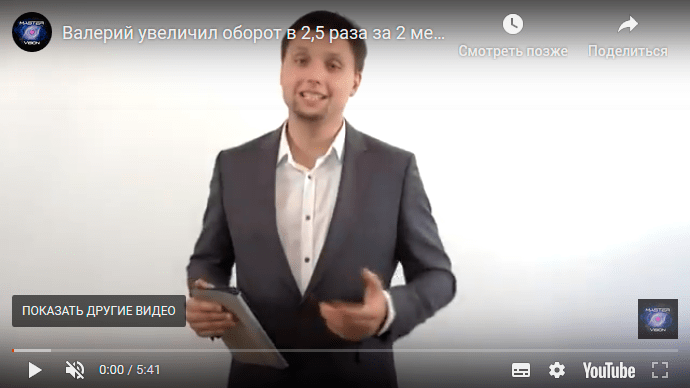 MASTER
VISION
Валерий увеличил оборот в 2,5 раза за 2 ме...
Смотреть позже
Поделиться
ПОКАЗАТЬ ДРУГИЕ ВИДЕО
MASTER
VISION
0:00 / 5:41
YouTube